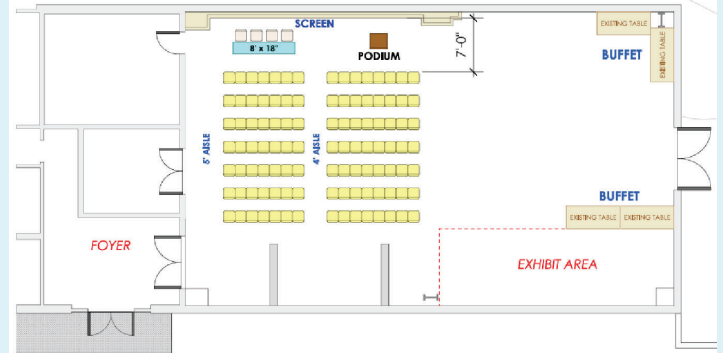 SCREEN
EXISTING TABLE
8' x 18"
PODIUM
7'-0"
BUFFET
EXISTING TABLE
5' AISLE
4' AISLE
BUFFET
EXISTING TABLE EXISTING TABLE
FOYER
EXHIBIT AREA